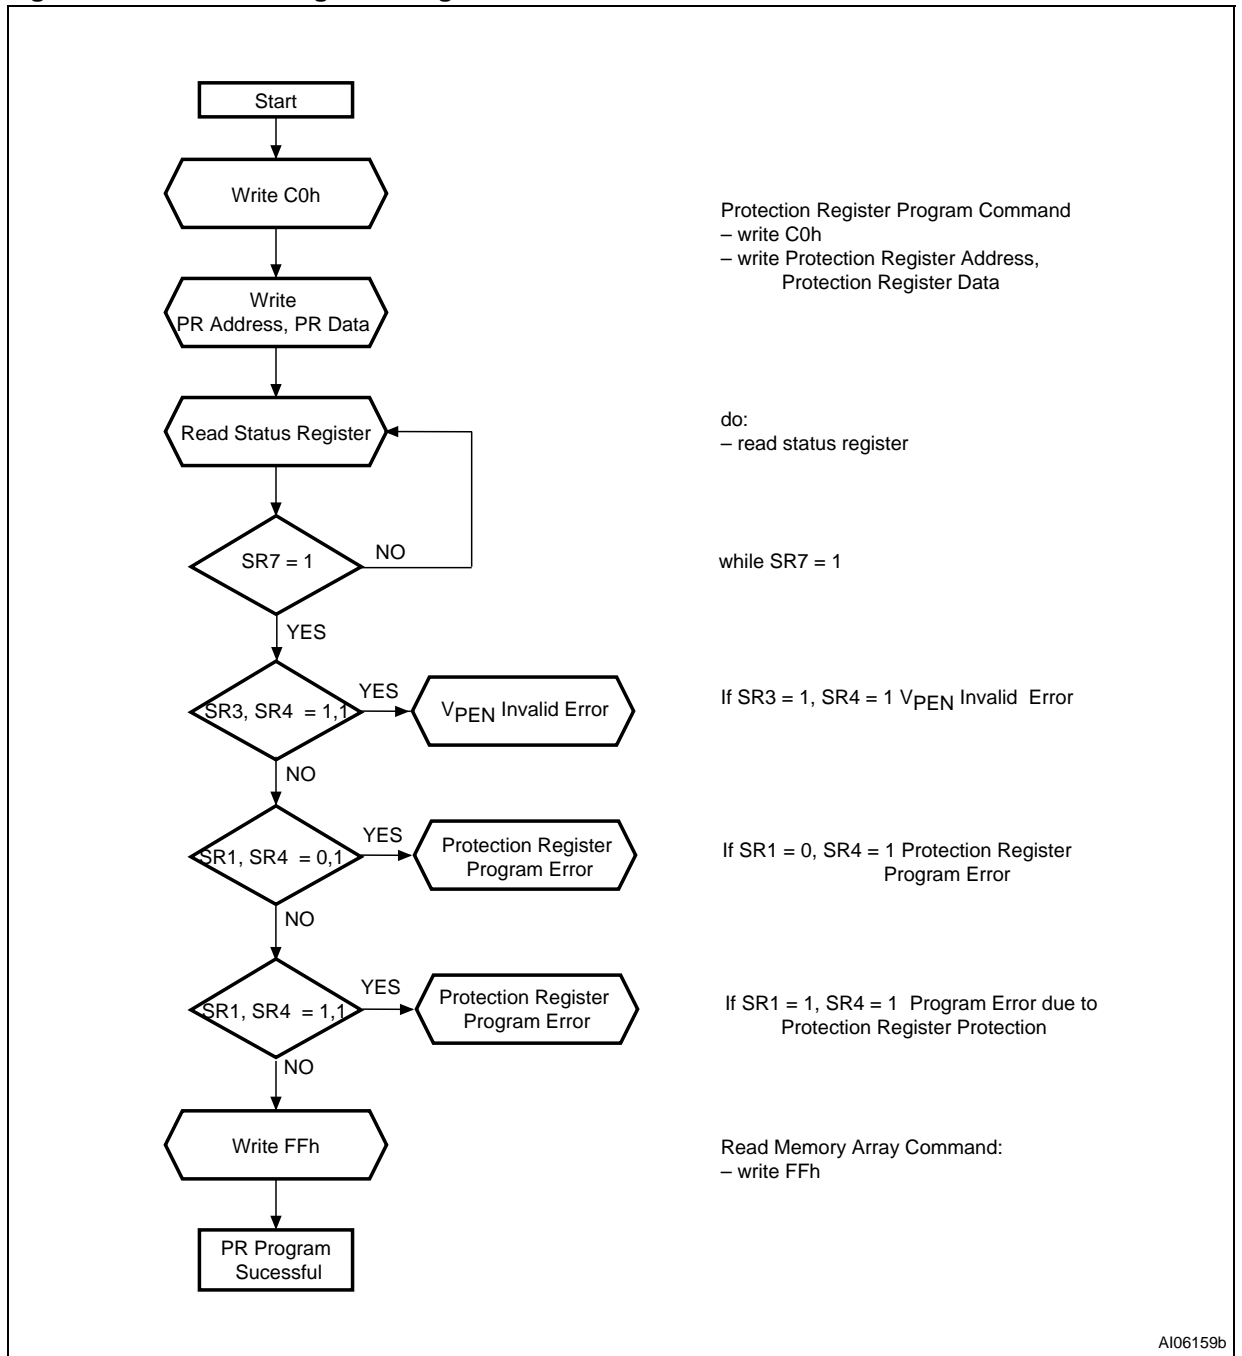 Start
Write C0h
Protection Register Program Command
– write C0h
– write Protection Register Address,
Protection Register Data
Write
PR Address, PR Data
Read Status Register
do:
– read status register
SR7 = 1
NO
while SR7 = 1
YES
SR3, SR4 = 1,1
YES
VPEN Invalid Error
If SR3 = 1, SR4 = 1 VPEN Invalid Error
NO
SR1, SR4 = 0,1
YES
Protection Register
Program Error
If SR1 = 0, SR4 = 1 Protection Register
Program Error
NO
SR1, SR4 = 1,1
YES
Protection Register
Program Error
If SR1 = 1, SR4 = 1 Program Error due to
Protection Register Protection
NO
Write FFh
Read Memory Array Command:
– write FFh
PR Program
Sucessful
AI06159b